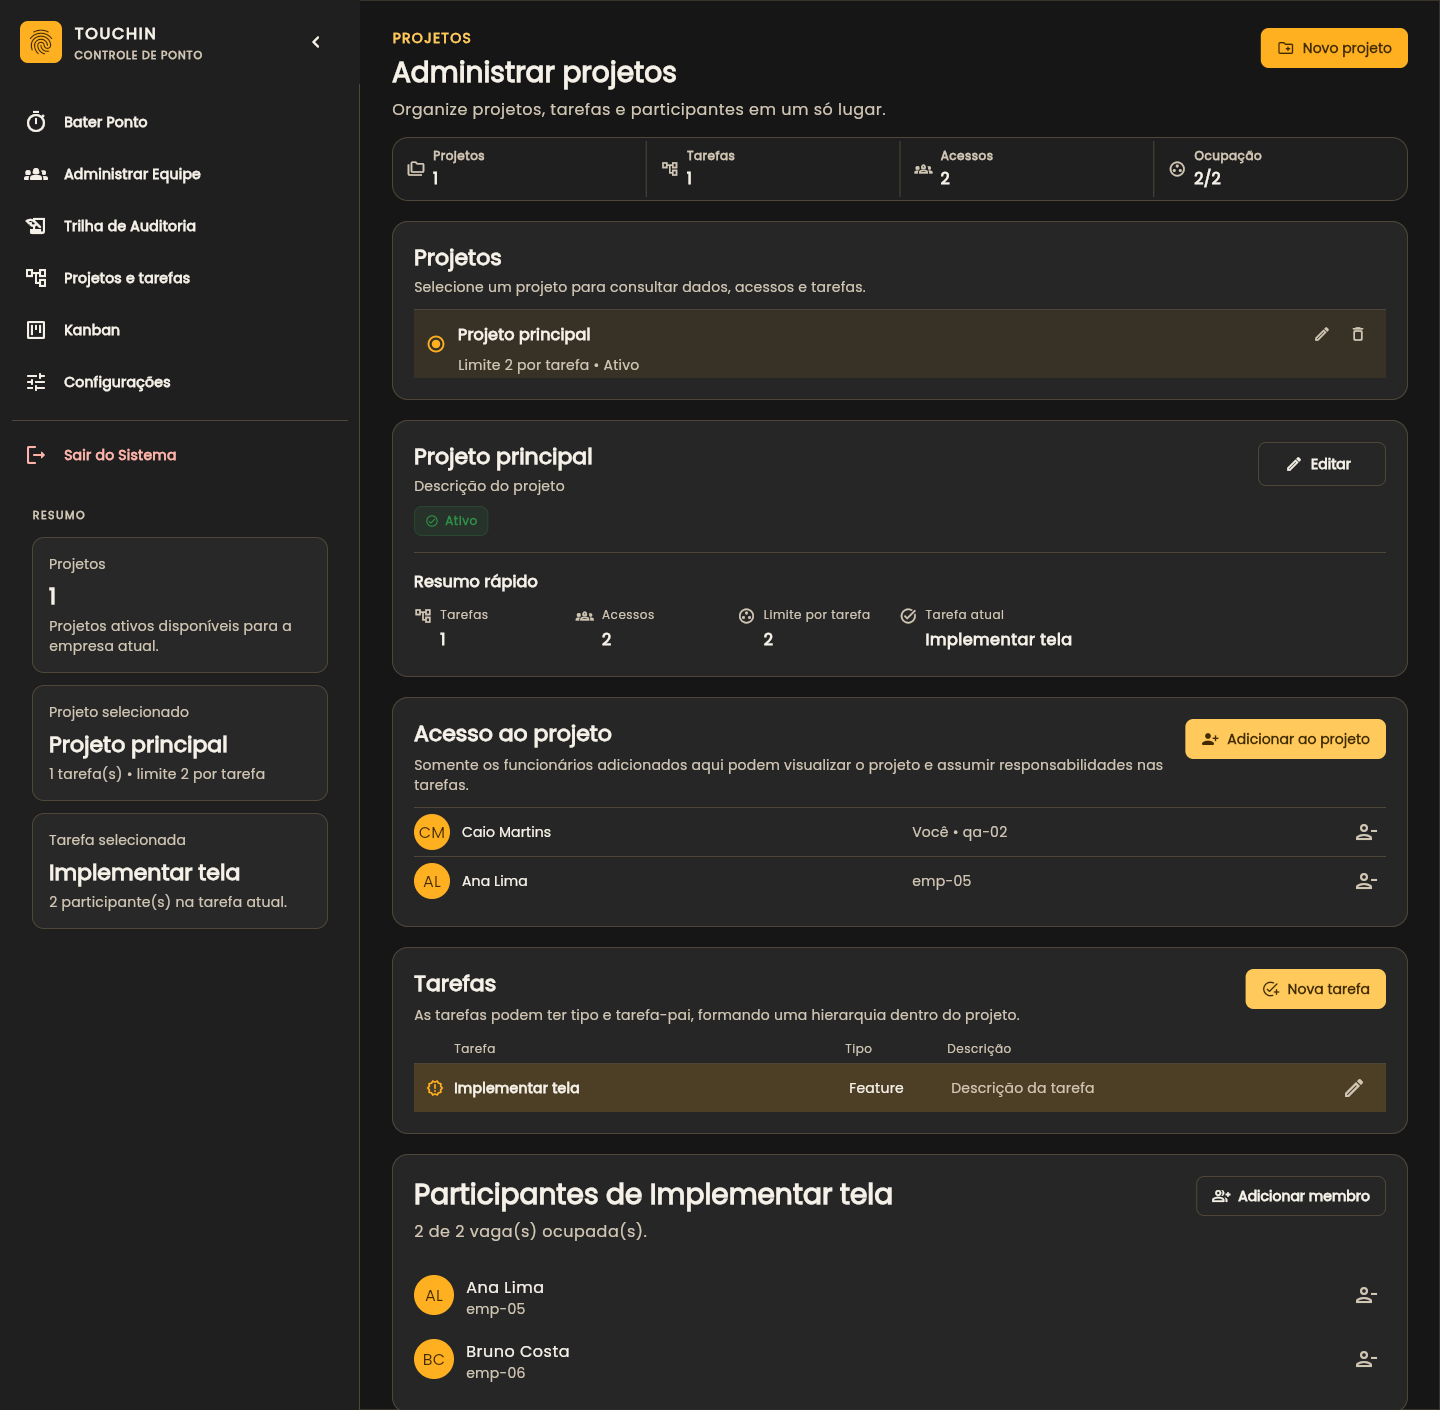 TOUCHIN
CONTROLE DE PONTO
Bater Ponto
Administrar Equipe
Trilha de Auditoria
Projetos e tarefas
Kanban
Configurações
Sair do Sistema
RESUMO
Projetos
1
Projetos ativos disponíveis para a
empresa atual.
Projeto selecionado
Projeto principal
1 tarefa(s) • limite 2 por tarefa
Tarefa selecionada
Implementar tela
2 participante(s) na tarefa atual.
PROJETOS
Administrar projetos
Organize projetos, tarefas e participantes em um só lugar.
Novo projeto
Projetos
1
Tarefas
1
Acessos
2
Ocupação
2/2
Projetos
Selecione um projeto para consultar dados, acessos e tarefas.
Projeto principal
Limite 2 por tarefa • Ativo
Projeto principal
Descrição do projeto
Editar
Ativo
Resumo rápido
Tarefas
1
Acessos
2
Limite por tarefa
2
Tarefa atual
Implementar tela
Acesso ao projeto
Somente os funcionários adicionados aqui podem visualizar o projeto e assumir responsabilidades nas
tarefas.
Adicionar ao projeto
CM Caio Martins Você • qa-02
AL Ana Lima emp-05
Tarefas
As tarefas podem ter tipo e tarefa-pai, formando uma hierarquia dentro do projeto.
Nova tarefa
Tarefa Tipo Descrição
Implementar tela Feature Descrição da tarefa
Participantes de Implementar tela
2 de 2 vaga(s) ocupada(s).
Adicionar membro
AL
Ana Lima
emp-05
BC
Bruno Costa
emp-06